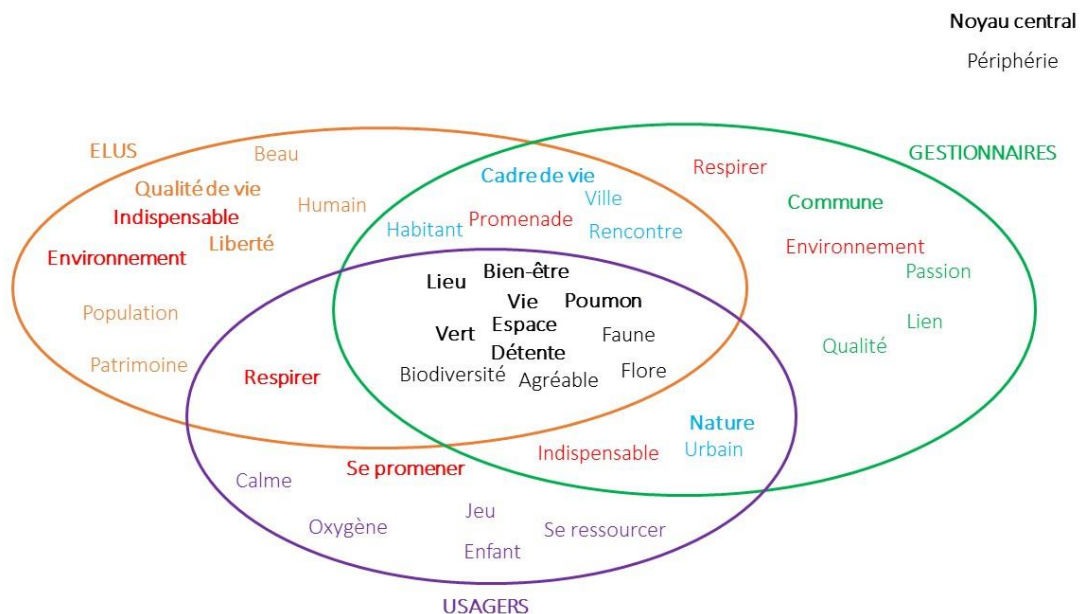 Noyau central
Périphérie
ELUS
Beau
Qualité de vie
Humain
Indispensable
Liberté
Environnement
Population
Patrimoine
Cadre de vie
Ville
Habitant
Promenade
Rencontre
GESTIONNAIRES
Respirer
Commune
Environnement
Passion
Lien
Qualité
Lieu
Bien-être
Vie
Poumon
Vert
Espace
Faune
Détente
Biodiversité
Agréable
Flore
Respirer
Nature
Urbain
Indispensable
Se promener
Calme
Jeu
Oxygène
Se ressourcer
Enfant
USAGERS